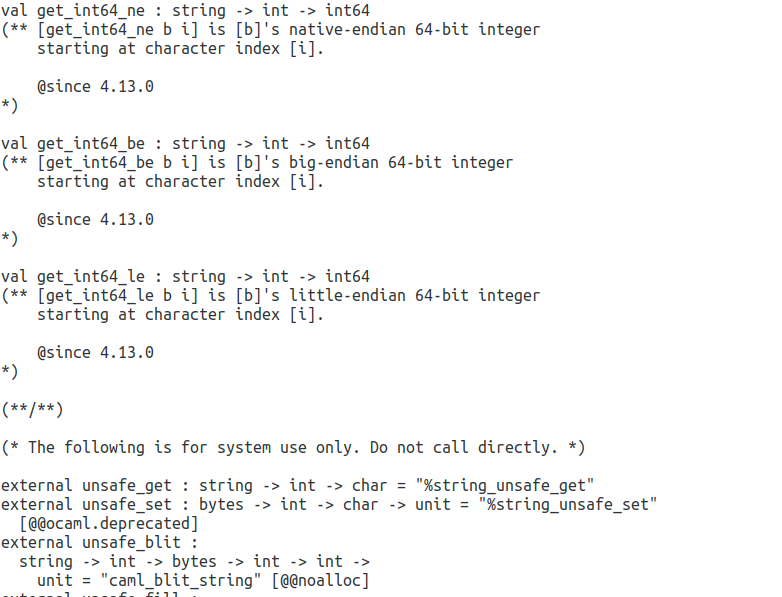 val get_int64_ne : string -> int -> int64
(** [get_int64_ne b i] is [b]'s native-endian 64-bit integer
    starting at character index [i].

    @since 4.13.0
*)

val get_int64_be : string -> int -> int64
(** [get_int64_be b i] is [b]'s big-endian 64-bit integer
    starting at character index [i].

    @since 4.13.0
*)

val get_int64_le : string -> int -> int64
(** [get_int64_le b i] is [b]'s little-endian 64-bit integer
    starting at character index [i].

    @since 4.13.0
*)

(**/**)

(* The following is for system use only. Do not call directly. *)

external unsafe_get : string -> int -> char = "%string_unsafe_get"
external unsafe_set : bytes -> int -> char -> unit = "%string_unsafe_set"
  [@@ocaml.deprecated]
external unsafe_blit :
  string -> int -> bytes -> int -> int ->
    unit = "caml_blit_string" [@@noalloc]
external unsafe_fill :